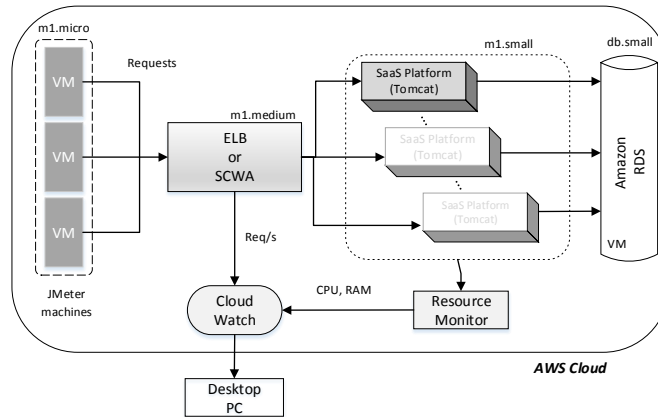 m1.micro
VM
VM
VM
JMeter
machines
Requests
m1.medium
ELB
or
SCWA
Req/s
m1.small
SaaS Platform
(Tomcat)
SaaS Platform
(Tomcat)
SaaS Platform
(Tomcat)
db.small
Amazon
RDS
VM
Cloud
Watch
CPU, RAM
Resource
Monitor
AWS Cloud
Desktop
PC